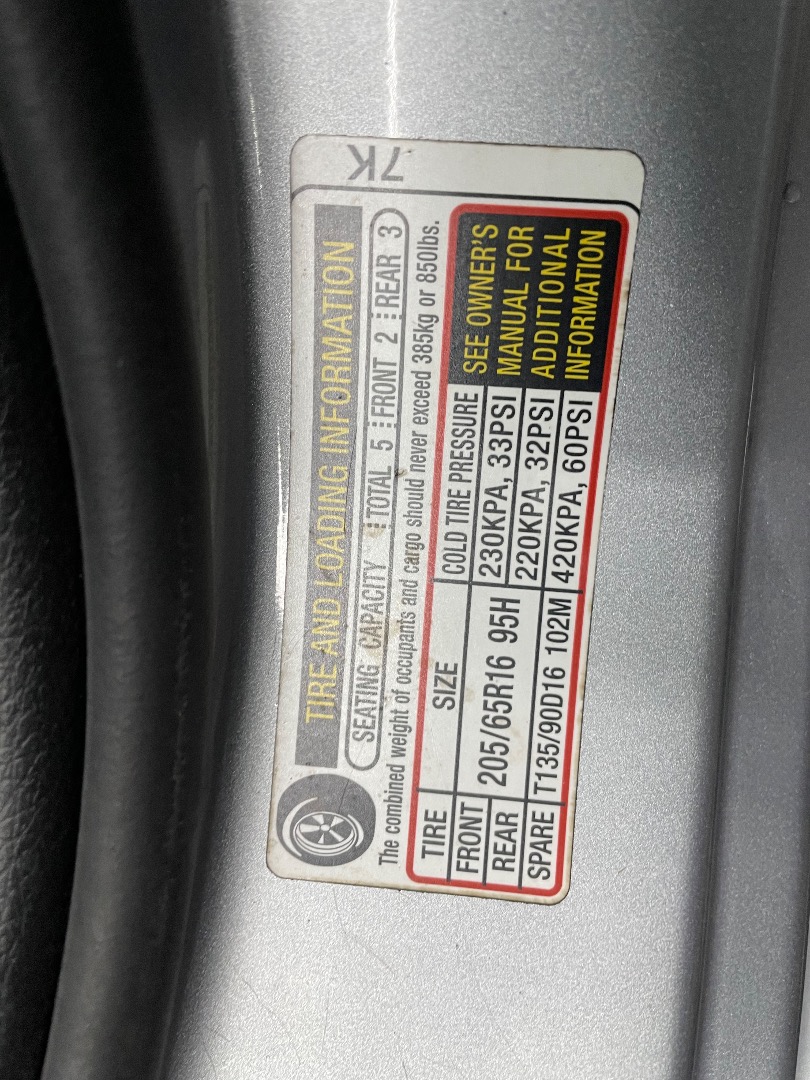 7K
TIRE AND LOADING INFORMATION
SEATING CAPACITY TOTAL 5 FRONT 2 REAR 3
The combined weight of occupants and cargo should never exceed 385kg or 850lbs.
TIRE SIZE COLD TIRE PRESSURE
FRONT 205/65R16 95H 230KPA, 33PSI
REAR 220KPA, 32PSI
SPARE T135/90D16 102M 420KPA, 60PSI
SEE OWNER'S
MANUAL FOR
ADDITIONAL
INFORMATION